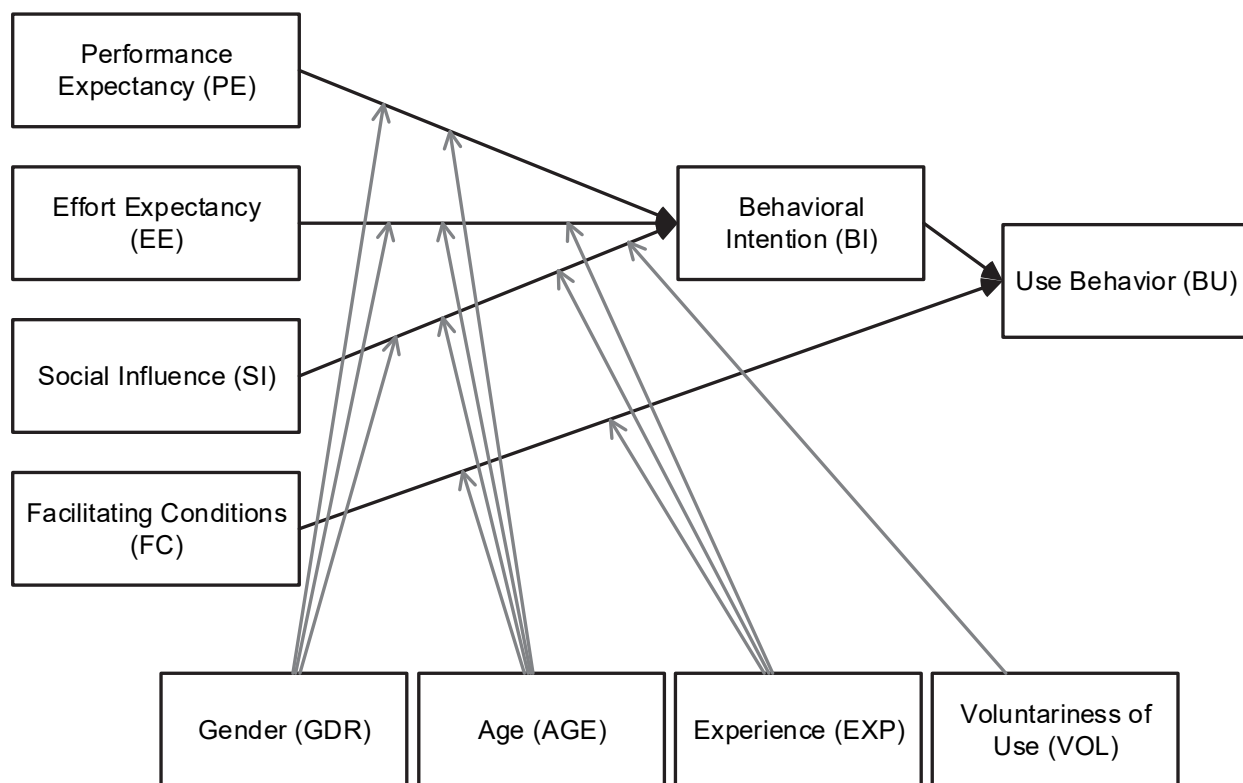 Performance
Expectancy (PE)
Effort Expectancy
(EE)
Social Influence (SI)
Facilitating Conditions
(FC)
Behavioral
Intention (BI)
Use Behavior (BU)
Gender (GDR)
Age (AGE)
Experience (EXP)
Voluntariness of
Use (VOL)